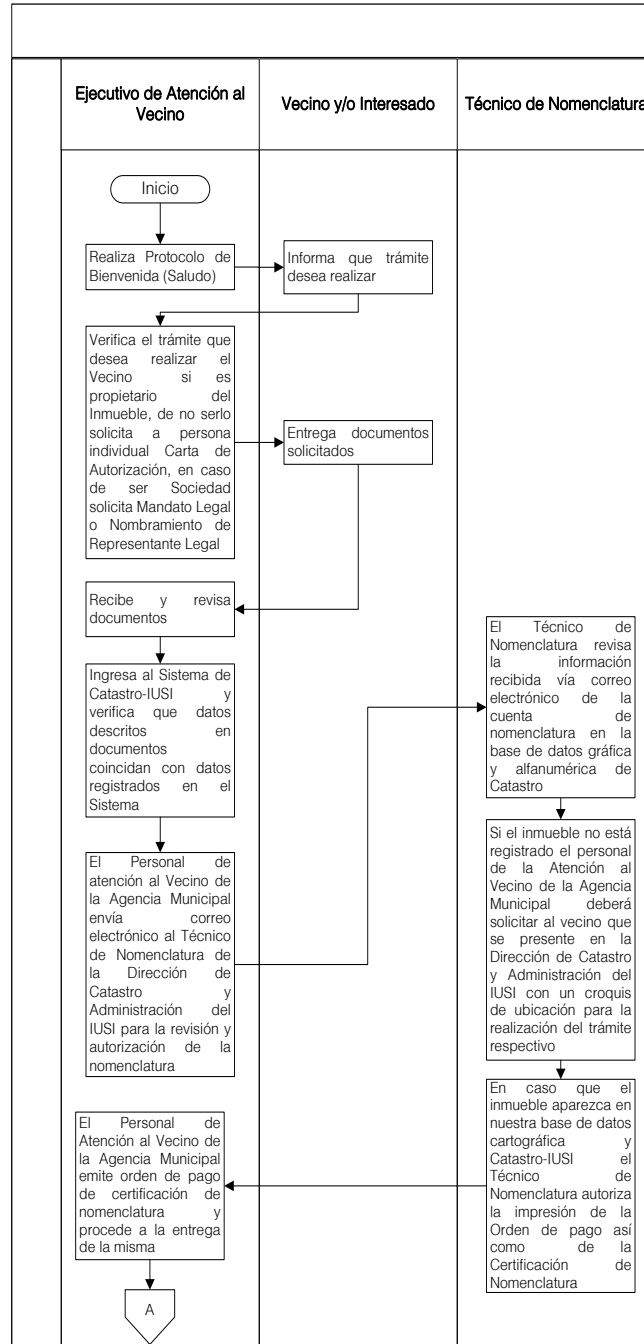 Ejecutivo de Atención al
Vecino
Vecino y/o Interesado
Técnico de Nomenclatura
Inicio
Realiza Protocolo de
Bienvenida (Saludo)
Informa que trámite
desea realizar
Verifica el trámite que
desea realizar el
Vecino si es
propietario del
Inmueble, de no serlo
solicita a persona
individual Carta de
Autorización, en caso
de ser Sociedad
solicita Mandato Legal
o Nombramiento de
Representante Legal
Entrega documentos
solicitados
Recibe y revisa
documentos
Ingresa al Sistema de
Catastro-IUSI y
verifica que datos
descritos en
documentos
coincidan con datos
registrados en el
Sistema
El Personal de
atención al Vecino de
la Agencia Municipal
envía correo
electrónico al Técnico
de Nomenclatura de
la Dirección de
Catastro y
Administración del
IUSI para la revisión y
autorización de la
nomenclatura
El Técnico de
Nomenclatura revisa
la información
recibida vía correo
electrónico de la
cuenta de
nomenclatura en la
base de datos gráfica
y alfanumérica de
Catastro
Si el inmueble no está
registrado el personal
de la Atención al
Vecino de la Agencia
Municipal deberá
solicitar al vecino que
se presente en la
Dirección de Catastro
y Administración del
IUSI con un croquis
de ubicación para la
realización del trámite
respectivo
En caso que el
inmueble aparezca en
nuestra base de datos
cartográfica y
Catastro-IUSI el
Técnico de
Nomenclatura autoriza
la impresión de la
Orden de pago así
como de la
Certificación de
Nomenclatura
El Personal de
Atención al Vecino de
la Agencia Municipal
emite orden de pago
de certificación de
nomenclatura y
procede a la entrega
de la misma
A